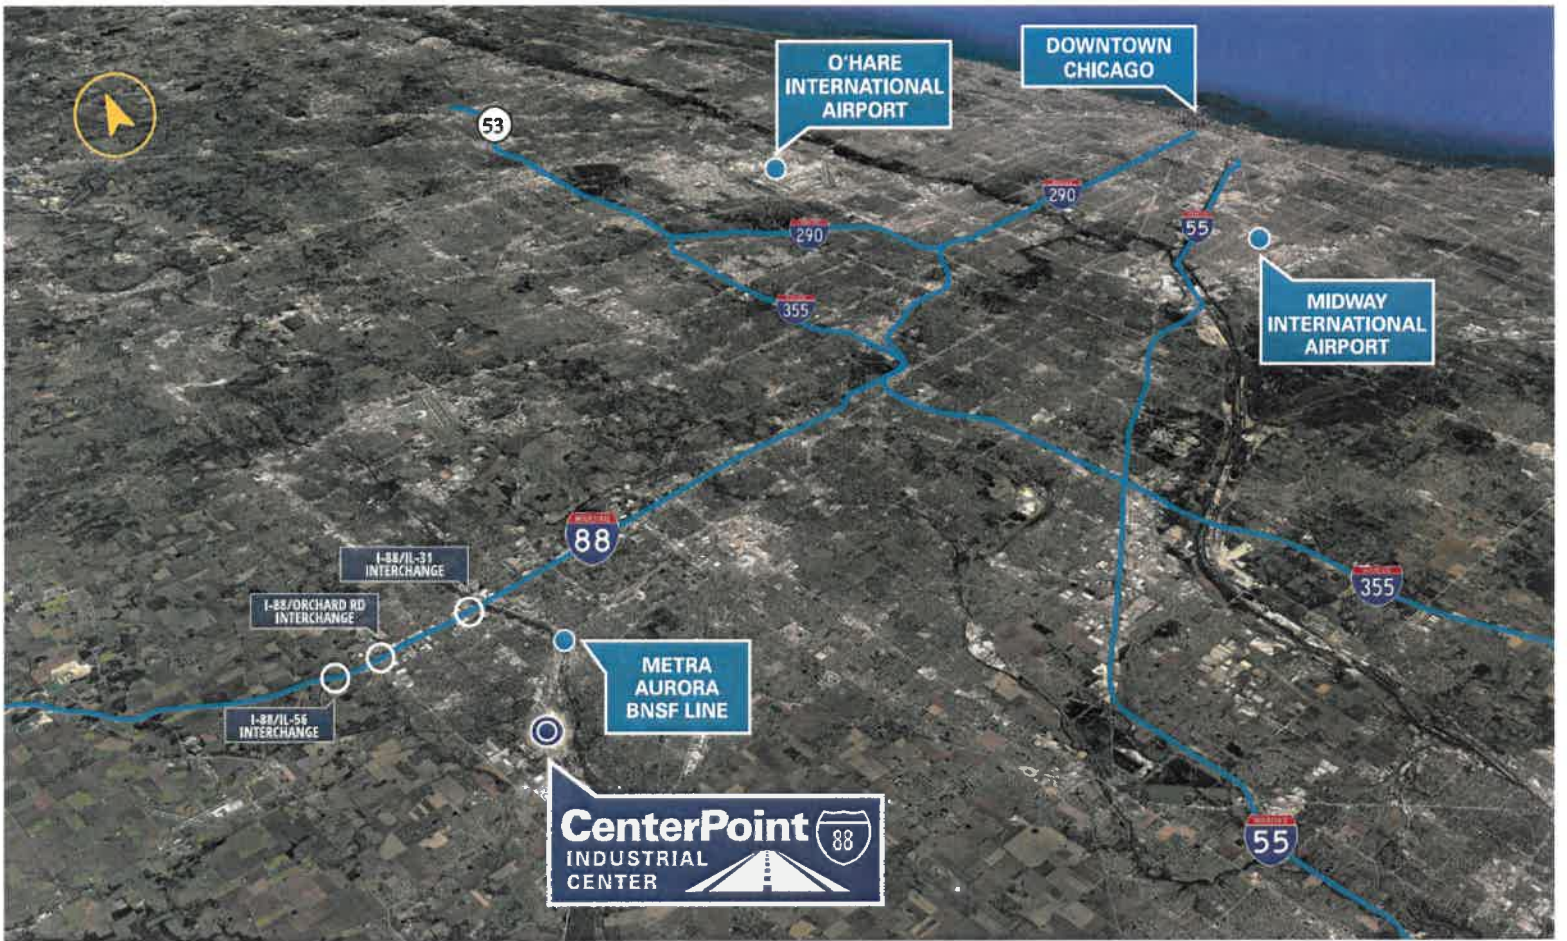 O'HARE
INTERNATIONAL
AIRPORT
DOWNTOWN
CHICAGO
53
290
290
55
355
MIDWAY
INTERNATIONAL
AIRPORT
88
I-88/IL-31
INTERCHANGE
I-88/ORCHARD RD
INTERCHANGE
355
METRA
AURORA
BNSF LINE
I-88/IL-56
INTERCHANGE
CenterPoint 88
INDUSTRIAL
CENTER
55